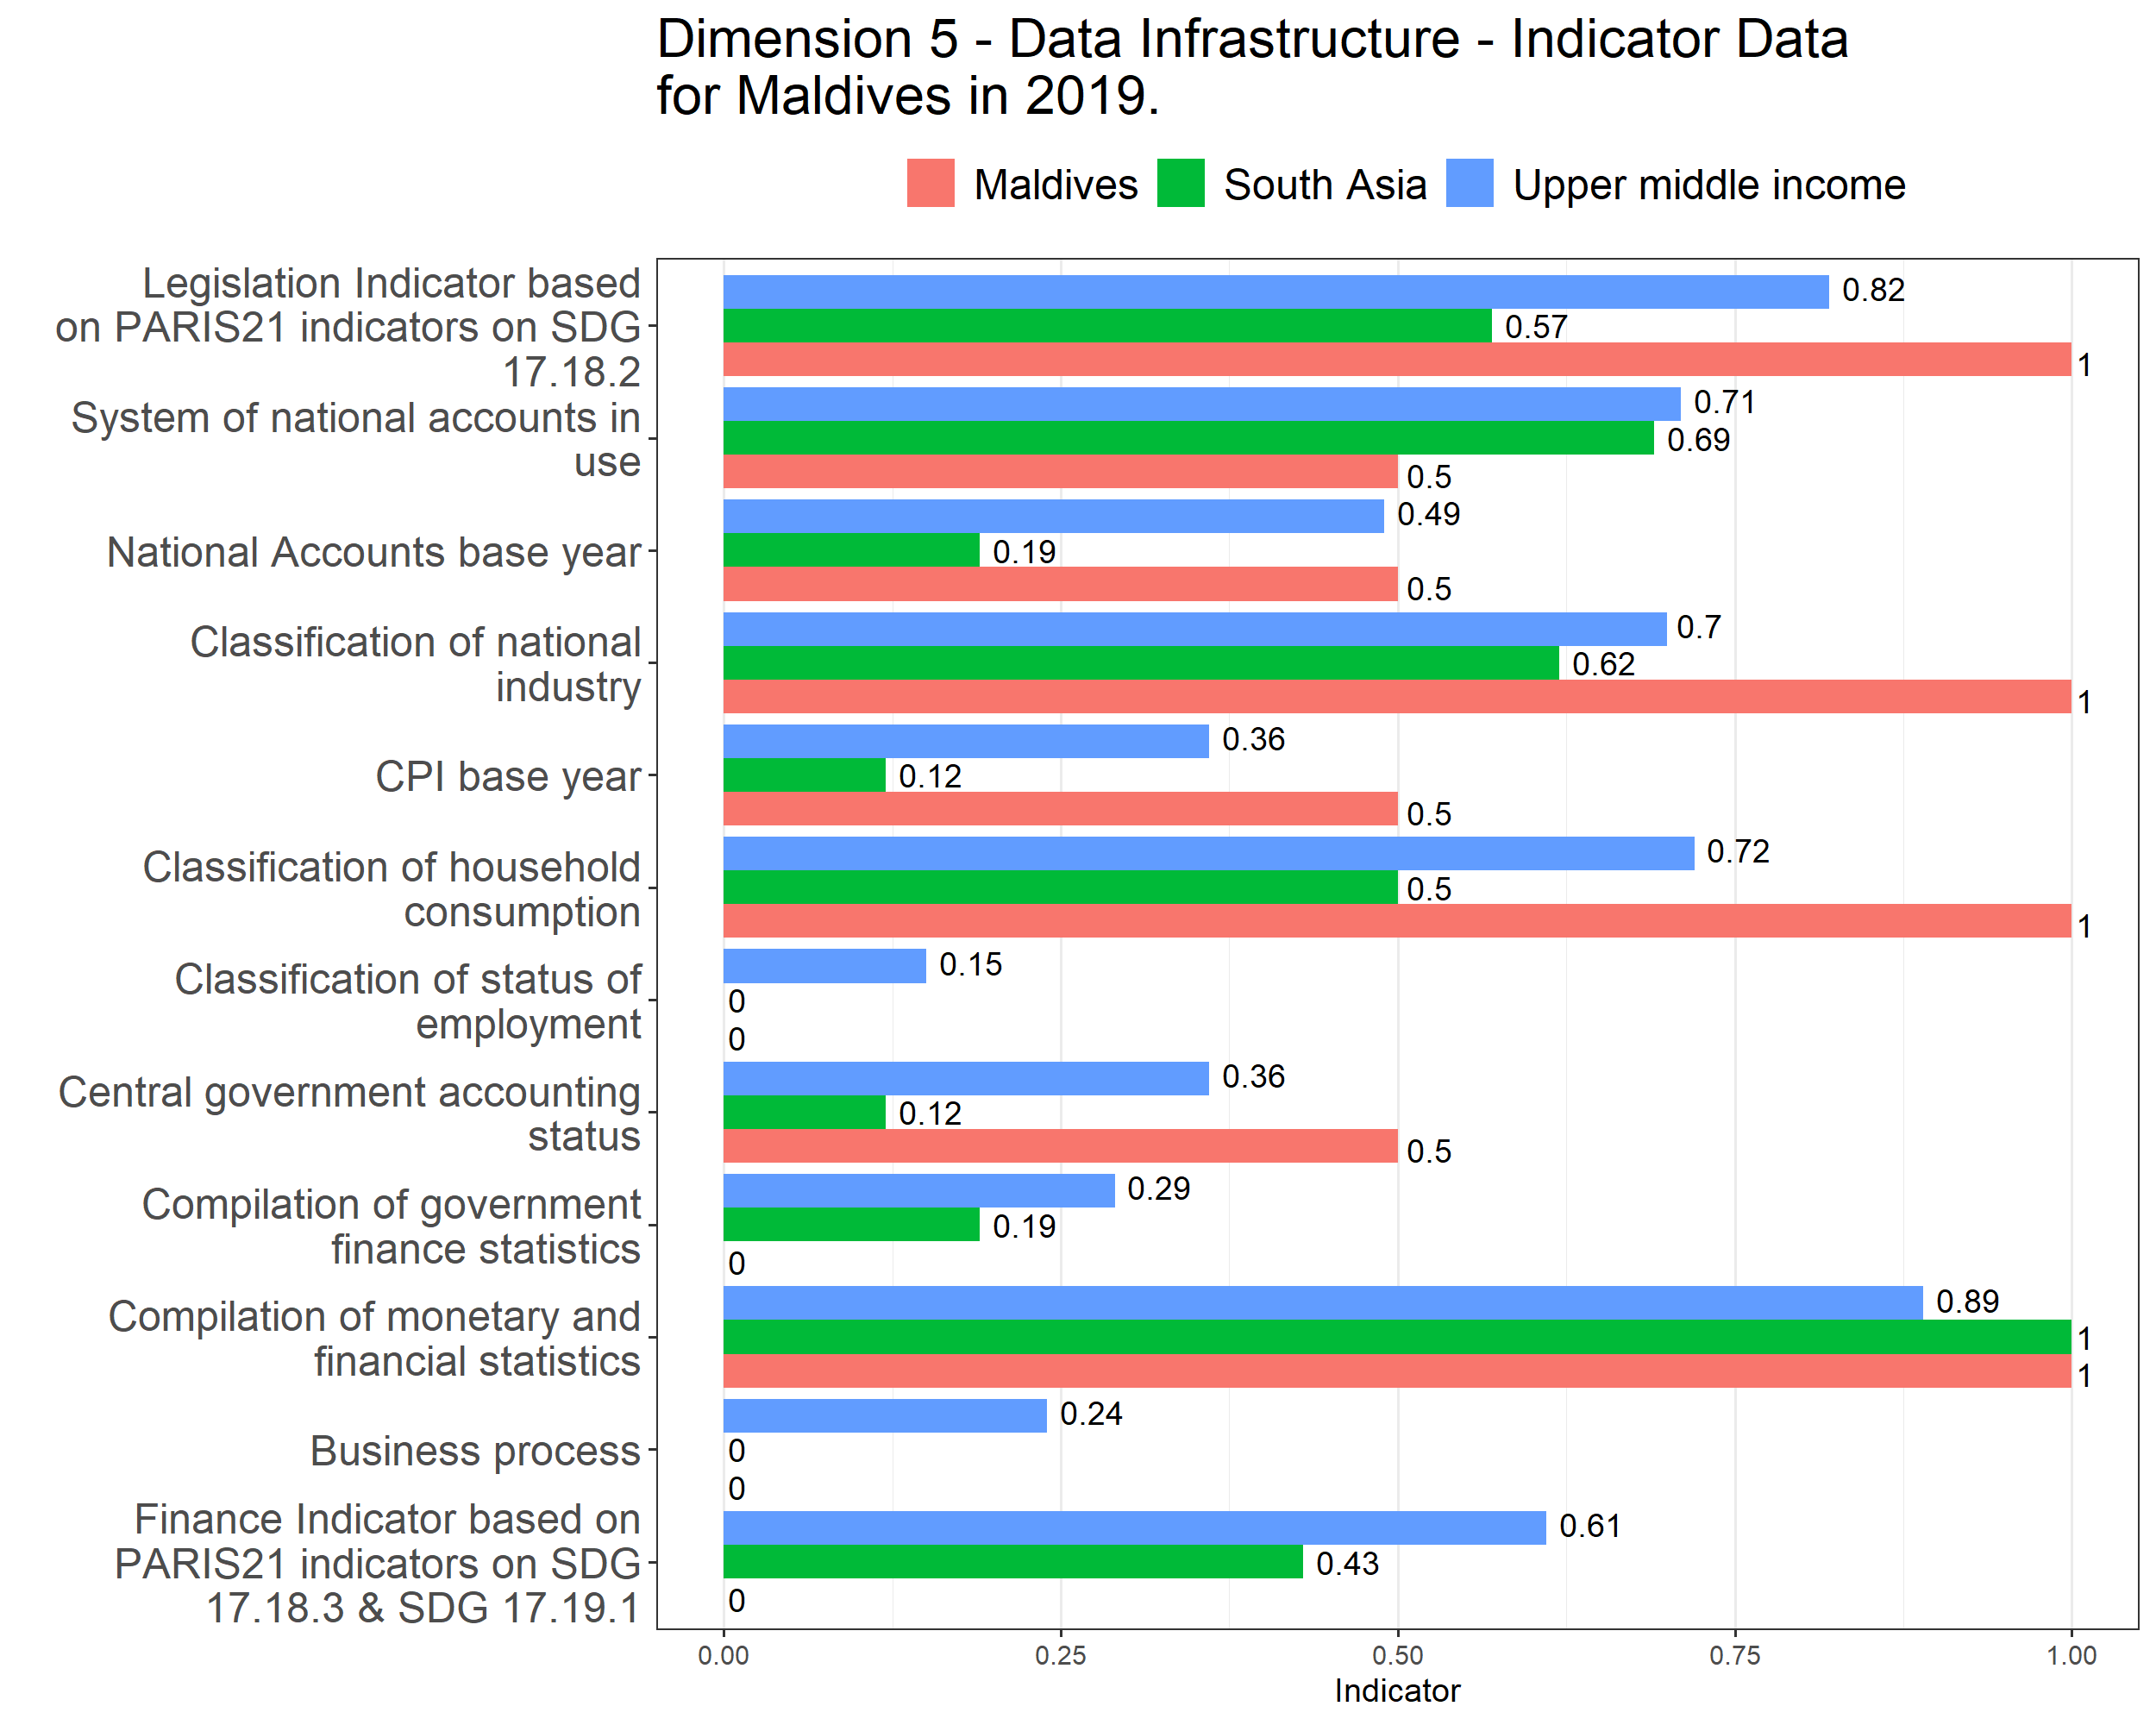 Dimension 5 - Data Infrastructure - Indicator Data
for Maldives in 2019.
Maldives
South Asia
Upper middle income
Legislation Indicator based
on PARIS21 indicators on SDG
17.18.2
0.82
0.57
1
System of national accounts in
use
0.71
0.69
0.5
National Accounts base year
0.49
0.19
0.5
Classification of national
industry
0.7
0.62
1
CPI base year
0.36
0.12
0.5
Classification of household
consumption
0.72
0.5
1
Classification of status of
employment
0.15
0
0
Central government accounting
status
0.36
0.12
0.5
Compilation of government
finance statistics
0.29
0.19
0
Compilation of monetary and
financial statistics
0.89
1
1
Business process
0.24
0
0
Finance Indicator based on
PARIS21 indicators on SDG
17.18.3 & SDG 17.19.1
0.61
0.43
0
0.00
0.25
0.50
0.75
1.00
Indicator